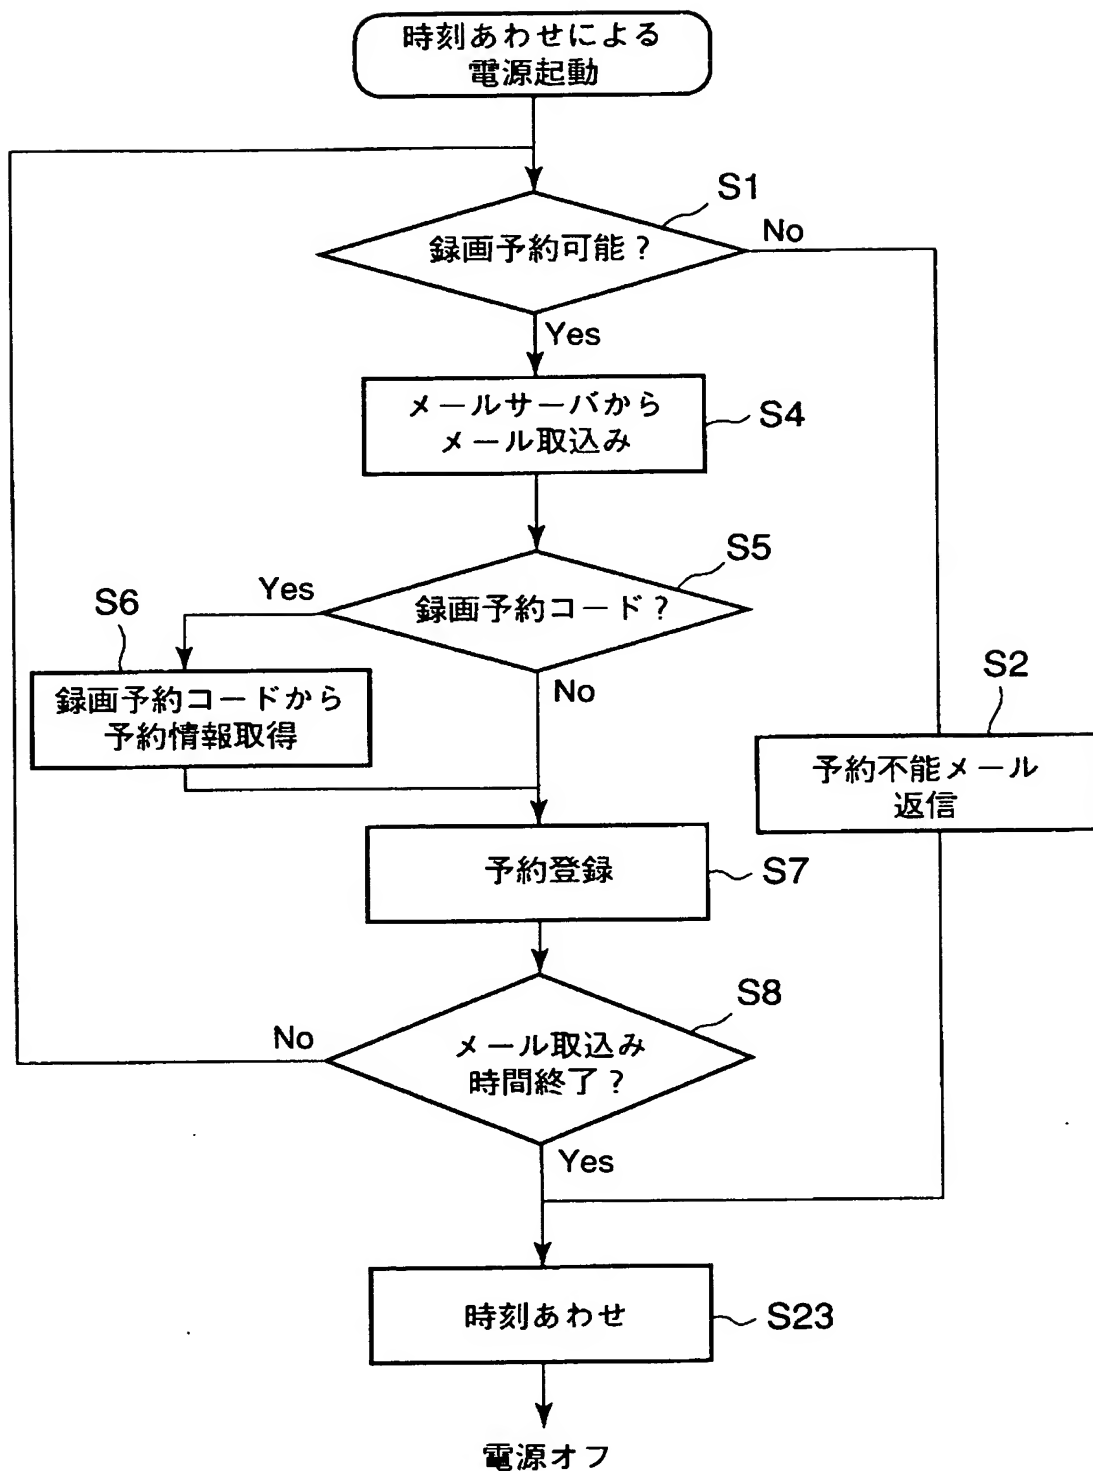 時刻あわせによる
電源起動
S1
録画予約可能？
No
Yes
メールサーバから
メール取込み
S4
S5
録画予約コード？
Yes
S6
No
録画予約コードから
予約情報取得
S2
予約不能メール
返信
予約登録
S7
S8
メール取込み
時間終了？
No
Yes
時刻あわせ
S23
電源オフ